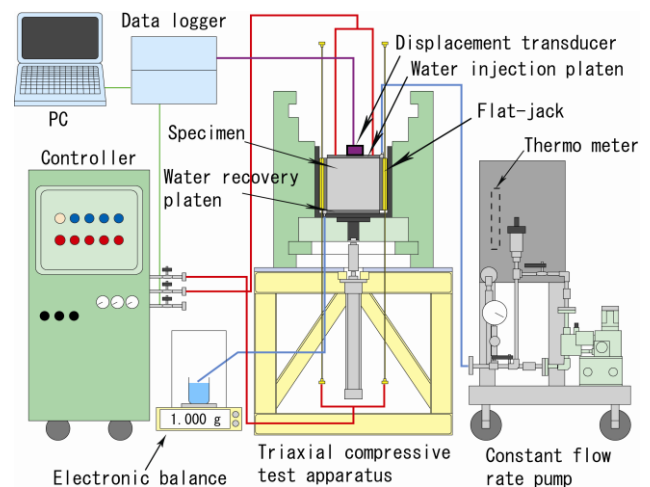 Data logger
Displacement transducer
Water injection platen
PC
Flat-jack
Specimen
Thermo meter
Controller
Water recovery
platen
1.000 g
Triaxial compressive
test apparatus
Constant flow
rate pump
Electronic balance